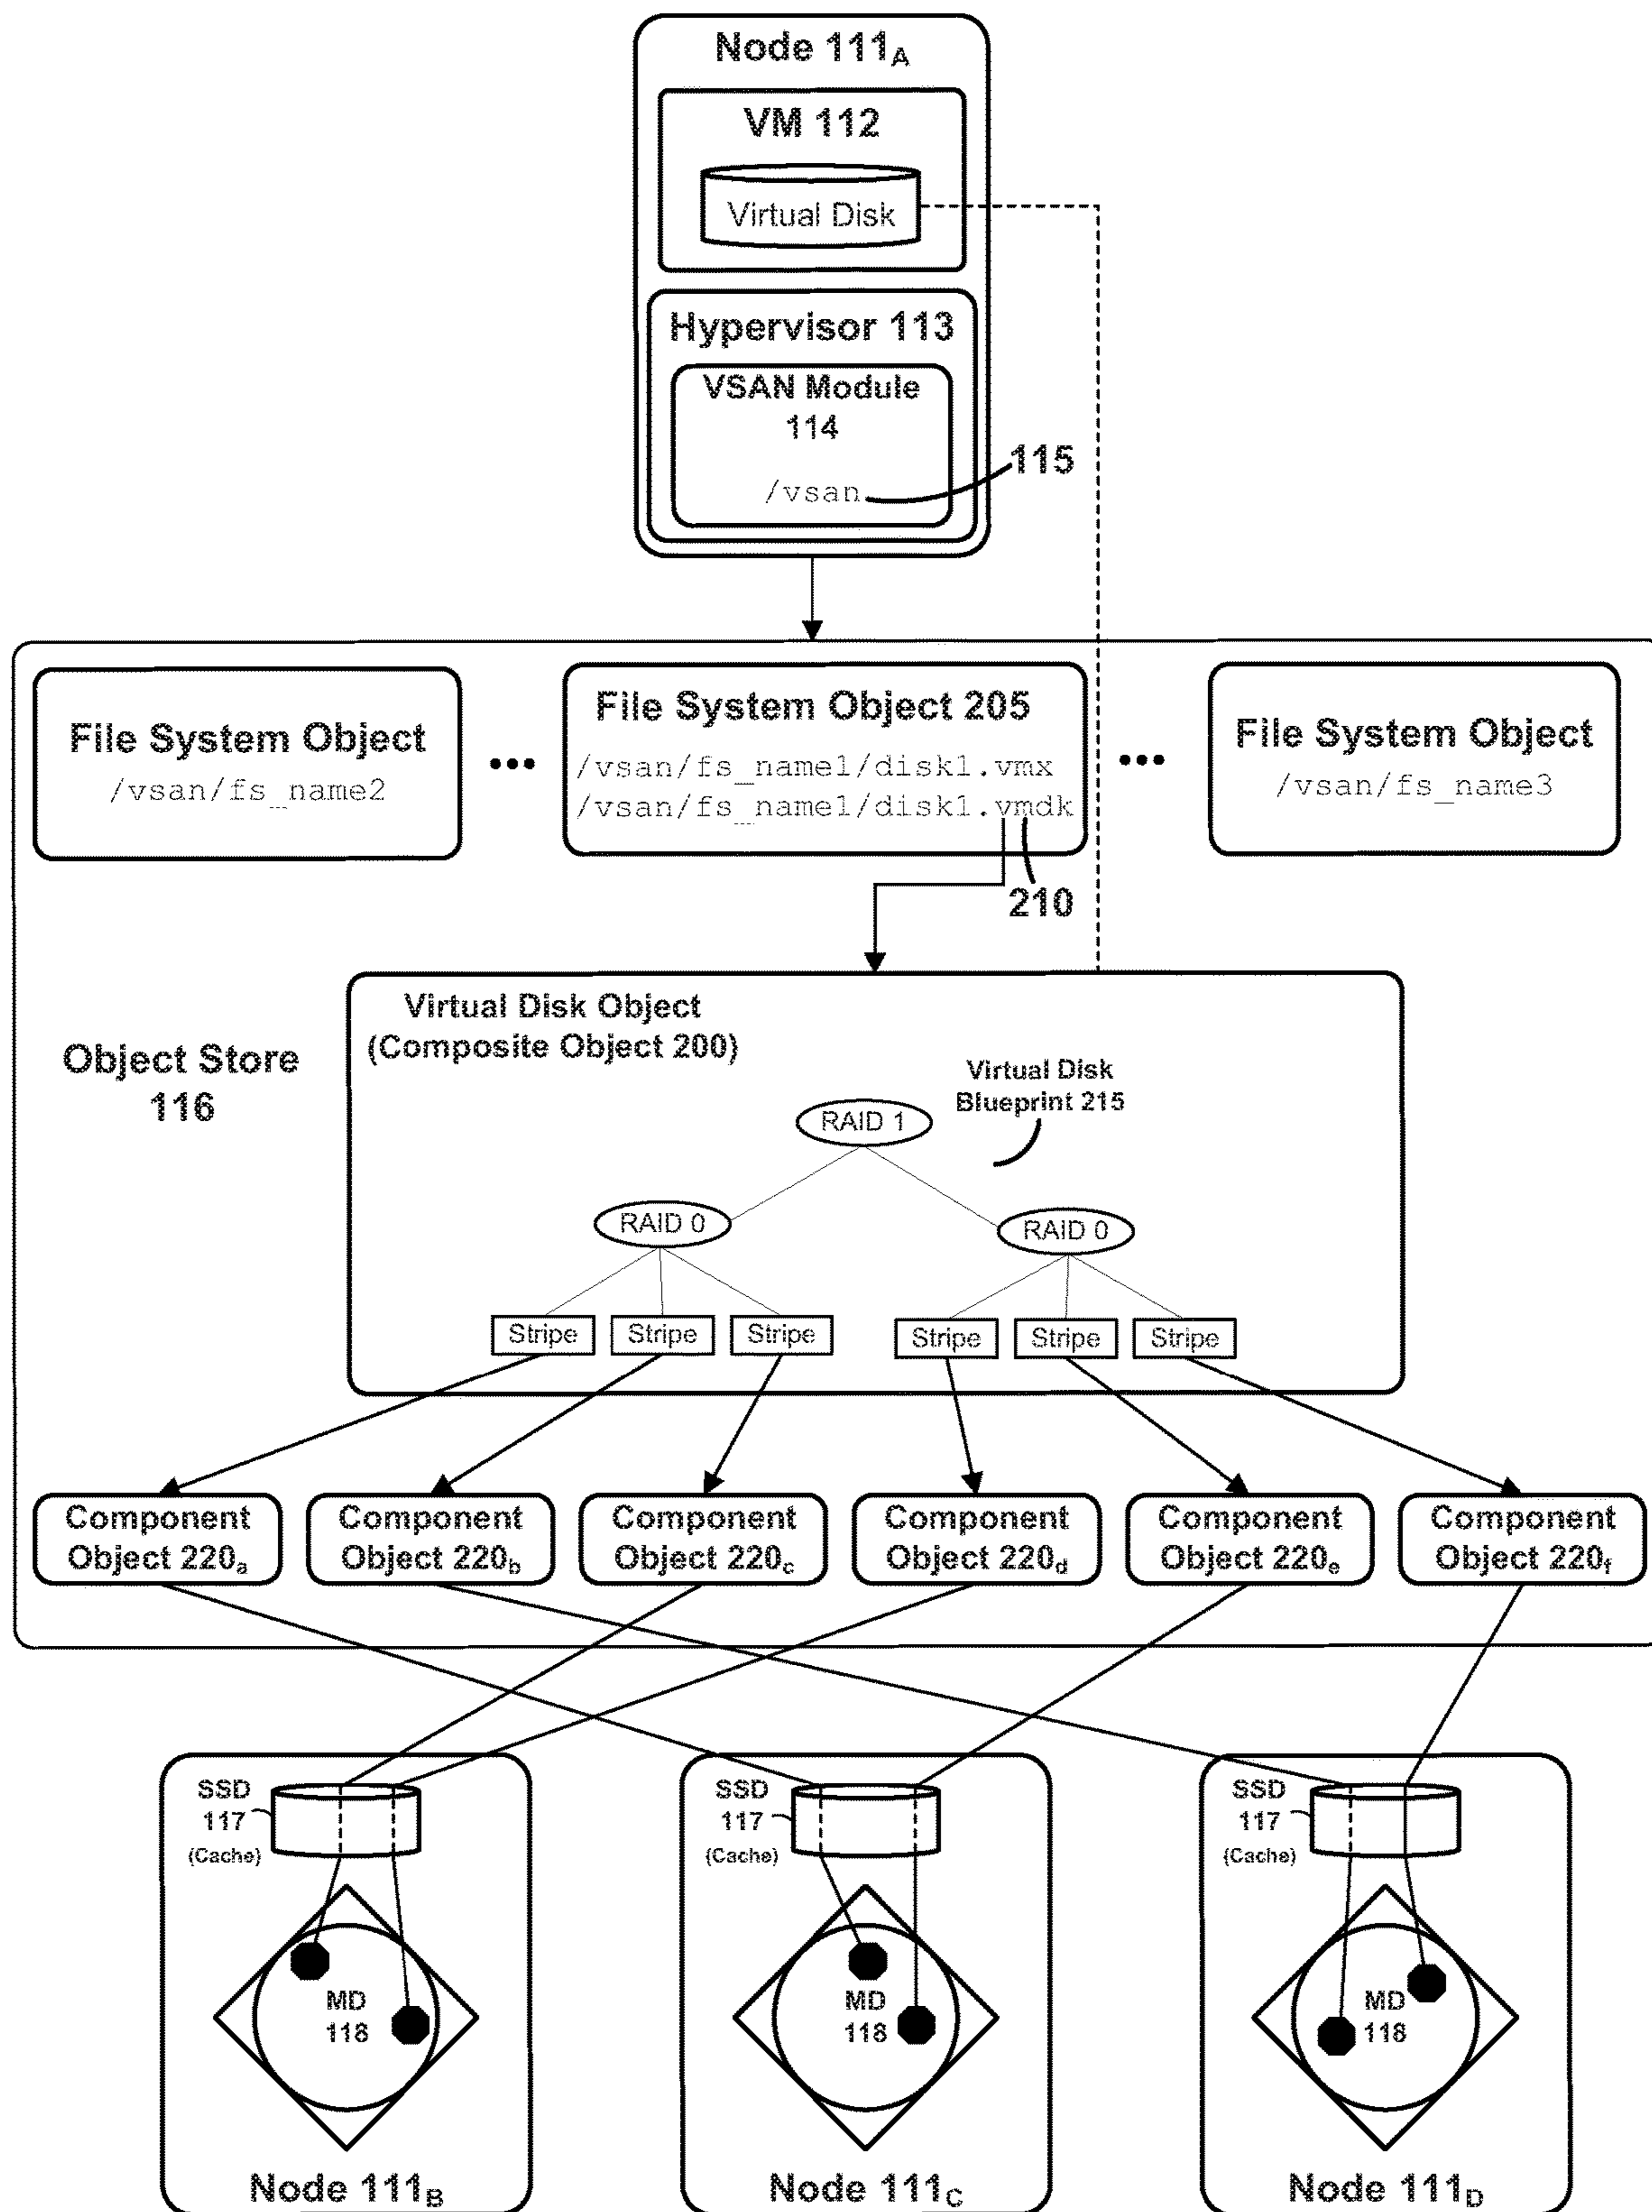 Node 111A
VM 112
Virtual Disk
Hypervisor 113
VSAN Module
114
/vsan
115
File System Object
/vsan/fs_name2
•••
File System Object 205
/vsan/fs_name1/disk1.vmx
/vsan/fs_name1/disk1.vmdk
210
•••
File System Object
/vsan/fs_name3
Object Store
116
Virtual Disk Object
(Composite Object 200)
Virtual Disk
Blueprint 215
RAID 1
RAID 0
RAID 0
Stripe
Stripe
Stripe
Stripe
Stripe
Stripe
Component
Object 220a
Component
Object 220b
Component
Object 220c
Component
Object 220d
Component
Object 220e
Component
Object 220f
SSD
117
(Cache)
MD
118
Node 111B
SSD
117
(Cache)
MD
118
Node 111C
SSD
117
(Cache)
MD
118
Node 111D